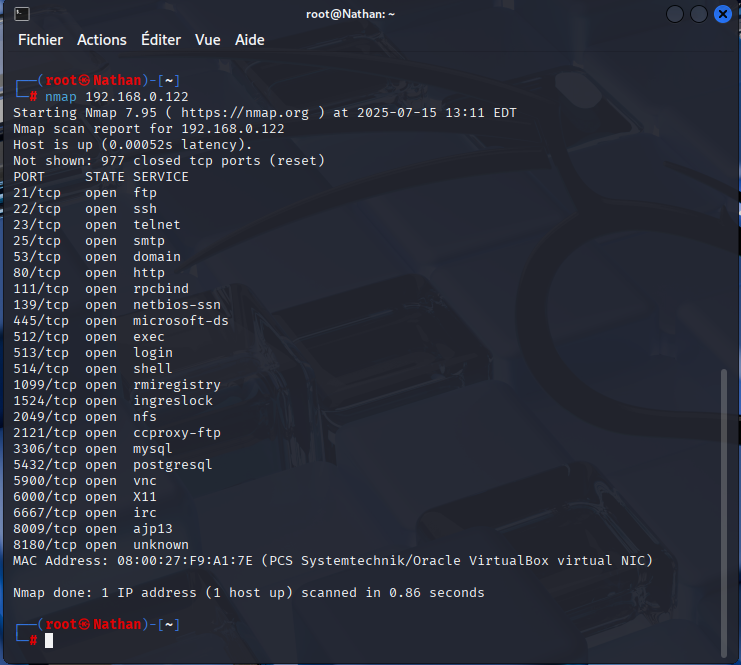 root@Nathan: ~
Fichier Actions Éditer Vue Aide
┌──(root㉿Nathan)-[~]
└─# nmap 192.168.0.122
Starting Nmap 7.95 ( https://nmap.org ) at 2025-07-15 13:11 EDT
Nmap scan report for 192.168.0.122
Host is up (0.00052s latency).
Not shown: 977 closed tcp ports (reset)
PORT     STATE SERVICE
21/tcp   open  ftp
22/tcp   open  ssh
23/tcp   open  telnet
25/tcp   open  smtp
53/tcp   open  domain
80/tcp   open  http
111/tcp  open  rpcbind
139/tcp  open  netbios-ssn
445/tcp  open  microsoft-ds
512/tcp  open  exec
513/tcp  open  login
514/tcp  open  shell
1099/tcp open  rmiregistry
1524/tcp open  ingreslock
2049/tcp open  nfs
2121/tcp open  ccproxy-ftp
3306/tcp open  mysql
5432/tcp open  postgresql
5900/tcp open  vnc
6000/tcp open  X11
6667/tcp open  irc
8009/tcp open  ajp13
8180/tcp open  unknown
MAC Address: 08:00:27:F9:A1:7E (PCS Systemtechnik/Oracle VirtualBox virtual NIC)
Nmap done: 1 IP address (1 host up) scanned in 0.86 seconds
┌──(root㉿Nathan)-[~]
└─#